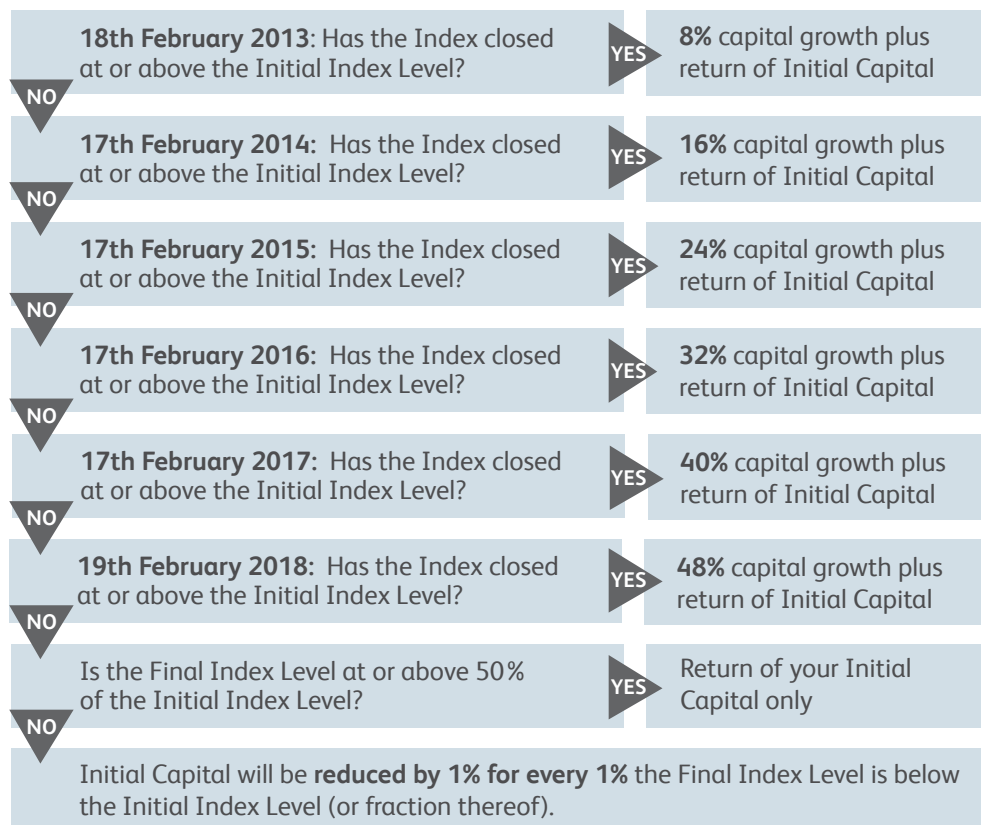 18th February 2013: Has the Index closed
at or above the Initial Index Level?
YES
8% capital growth plus
return of Initial Capital
NO
17th February 2014: Has the Index closed
at or above the Initial Index Level?
YES
16% capital growth plus
return of Initial Capital
NO
17th February 2015: Has the Index closed
at or above the Initial Index Level?
YES
24% capital growth plus
return of Initial Capital
NO
17th February 2016: Has the Index closed
at or above the Initial Index Level?
YES
32% capital growth plus
return of Initial Capital
NO
17th February 2017: Has the Index closed
at or above the Initial Index Level?
YES
40% capital growth plus
return of Initial Capital
NO
19th February 2018: Has the Index closed
at or above the Initial Index Level?
YES
48% capital growth plus
return of Initial Capital
NO
Is the Final Index Level at or above 50%
of the Initial Index Level?
YES
Return of your Initial
Capital only
NO
Initial Capital will be reduced by 1% for every 1% the Final Index Level is below
the Initial Index Level (or fraction thereof).